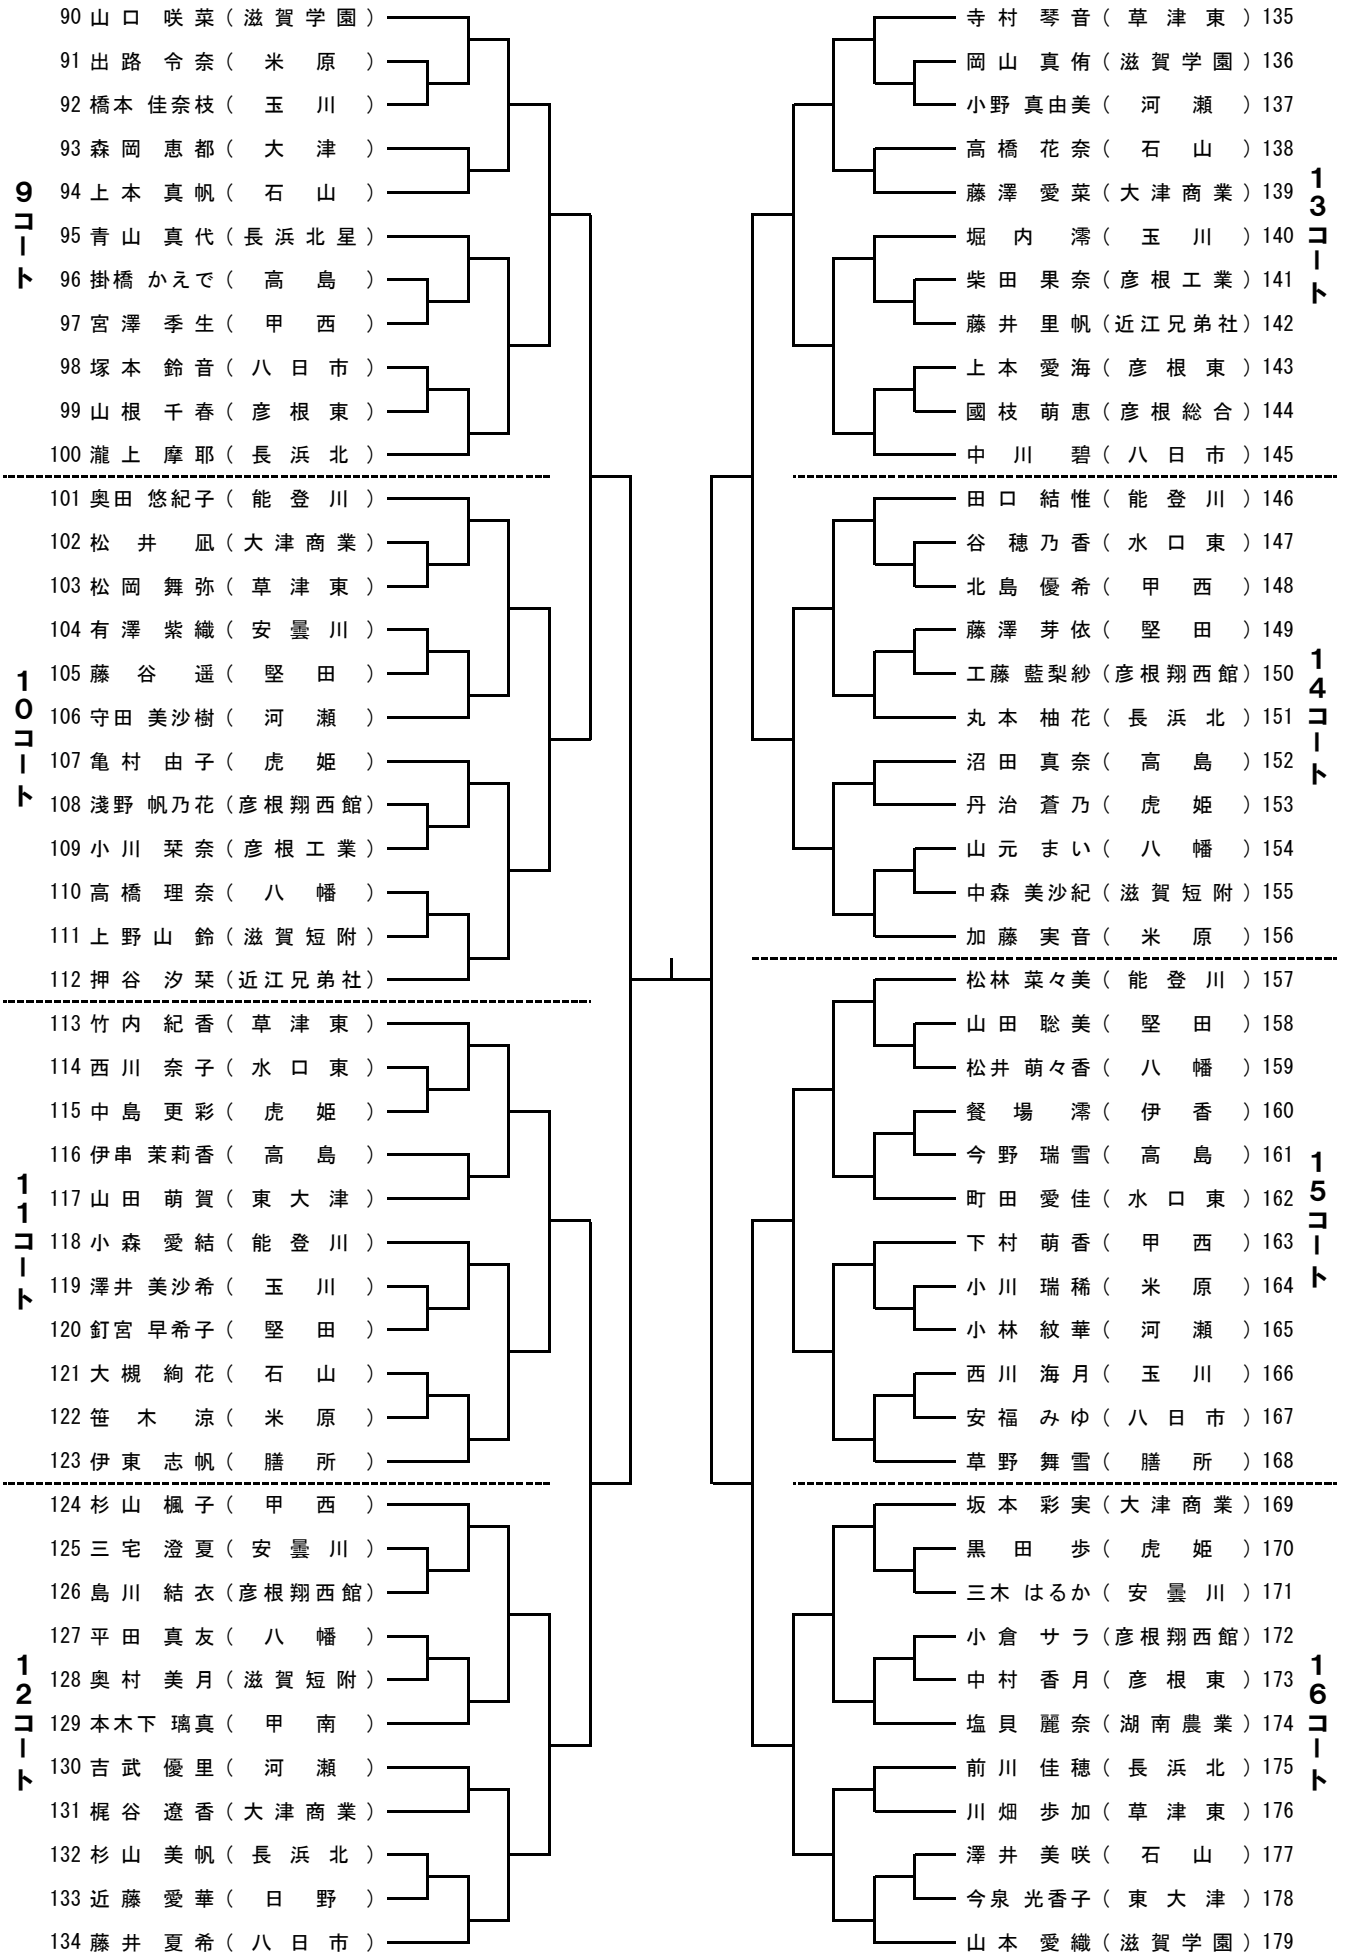 9コート
90 山口 咲菜 (滋賀学園)
91 出路 令奈 (米原)
92 橋本 佳奈枝 (玉川)
93 森岡 恵都 (大津)
94 上本 真帆 (石山)
95 青山 真代 (長浜北星)
96 掛橋 かえで (高島)
97 宮澤 季生 (甲西)
98 塚本 鈴音 (八日市)
99 山根 千春 (彦根東)
100 瀧上 摩耶 (長浜北)
10コート
101 奥田 悠紀子 (能登川)
102 松井 凪 (大津商業)
103 松岡 舞弥 (草津東)
104 有澤 紫織 (安曇川)
105 藤谷 遥 (堅田)
106 守田 美沙樹 (河瀬)
107 亀村 由子 (虎姫)
108 淺野 帆乃花 (彦根翔西館)
109 小川 栞奈 (彦根工業)
110 高橋 理奈 (八幡)
111 上野山 鈴 (滋賀短附)
112 押谷 汐栞 (近江兄弟社)
11コート
113 竹内 紀香 (草津東)
114 西川 奈子 (水口東)
115 中島 更彩 (虎姫)
116 伊串 茉莉香 (高島)
117 山田 萌賀 (東大津)
118 小森 愛結 (能登川)
119 澤井 美沙希 (玉川)
120 釘宮 早希子 (堅田)
121 大槻 絢花 (石山)
122 笹木 涼 (米原)
123 伊東 志帆 (膳所)
12コート
124 杉山 楓子 (甲西)
125 三宅 澄夏 (安曇川)
126 島川 結衣 (彦根翔西館)
127 平田 真友 (八幡)
128 奥村 美月 (滋賀短附)
129 本木下 璃真 (甲南)
130 吉武 優里 (河瀬)
131 梶谷 遼香 (大津商業)
132 杉山 美帆 (長浜北)
133 近藤 愛華 (日野)
134 藤井 夏希 (八日市)
13コート
寺村 琴音 (草津東) 135
岡山 真侑 (滋賀学園) 136
小野 真由美 (河瀬) 137
高橋 花奈 (石山) 138
藤澤 愛菜 (大津商業) 139
堀内 澪 (玉川) 140
柴田 果奈 (彦根工業) 141
藤井 里帆 (近江兄弟社) 142
上本 愛海 (彦根東) 143
國枝 萌恵 (彦根総合) 144
中川 碧 (八日市) 145
14コート
田口 結惟 (能登川) 146
谷 穂乃香 (水口東) 147
北島 優希 (甲西) 148
藤澤 芽依 (堅田) 149
工藤 藍梨紗 (彦根翔西館) 150
丸本 柚花 (長浜北) 151
沼田 真奈 (高島) 152
丹治 蒼乃 (虎姫) 153
山元 まい (八幡) 154
中森 美沙紀 (滋賀短附) 155
加藤 実音 (米原) 156
15コート
松林 菜々美 (能登川) 157
山田 聡美 (堅田) 158
松井 萌々香 (八幡) 159
餐場 澪 (伊香) 160
今野 瑞雪 (高島) 161
町田 愛佳 (水口東) 162
下村 萌香 (甲西) 163
小川 瑞稀 (米原) 164
小林 紋華 (河瀬) 165
西川 海月 (玉川) 166
安福 みゆ (八日市) 167
草野 舞雪 (膳所) 168
16コート
坂本 彩実 (大津商業) 169
黒田 歩 (虎姫) 170
三木 はるか (安曇川) 171
小倉 サラ (彦根翔西館) 172
中村 香月 (彦根東) 173
塩貝 麗奈 (湖南農業) 174
前川 佳穂 (長浜北) 175
川畑 歩加 (草津東) 176
澤井 美咲 (石山) 177
今泉 光香子 (東大津) 178
山本 愛織 (滋賀学園) 179